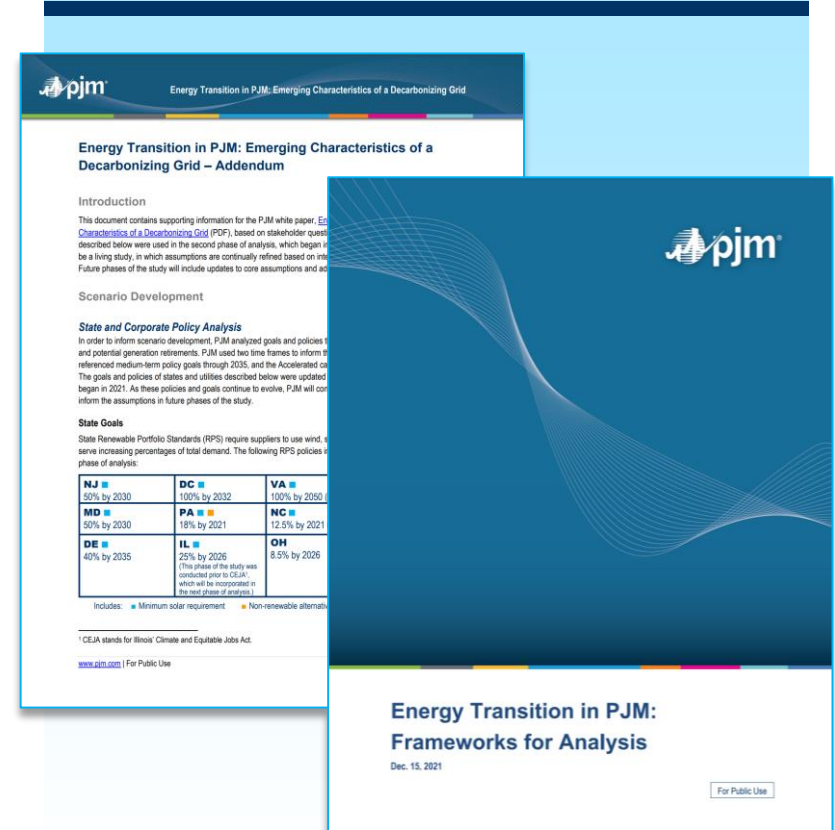 pjm
Energy Transition in PJM: Emerging Characteristics of a Decarbonizing Grid
Energy Transition in PJM: Emerging Characteristics of a
Decarbonizing Grid – Addendum
Introduction
This document contains supporting information for the PJM white paper,
Characteristics of a Decarbonizing Grid (PDF), based on stakeholder
described below were used in the second phase of analysis, which began
be a living study, in which assumptions are continually refined based on
Future phases of the study will include updates to core assumptions and
Scenario Development
State and Corporate Policy Analysis
In order to inform scenario development, PJM analyzed goals and policies
and potential generation retirements. PJM used two time frames to inform
referenced medium-term policy goals through 2035, and the Accelerated
The goals and policies of states and utilities described below were updated
began in 2021. As these policies and goals continue to evolve, PJM will
inform the assumptions in future phases of the study.
State Goals
State Renewable Portfolio Standards (RPS) require suppliers to use wind,
serve increasing percentages of total demand. The following RPS policies
phase of analysis:
NJ DC VA
50% by 2030 100% by 2032 100% by 2050
MD PA NC
50% by 2030 18% by 2021 12.5% by 2021
DE IL OH
40% by 2035 25% by 2026 8.5% by 2026
(This phase of the study was
conducted prior to CEJA¹,
which will be incorporated in
the next phase of analysis.)
Includes: Minimum solar requirement Non-renewable
¹ CEJA stands for Illinois' Climate and Equitable Jobs Act.
www.pjm.com | For Public Use
pjm
Energy Transition in PJM:
Frameworks for Analysis
Dec. 15, 2021
For Public Use